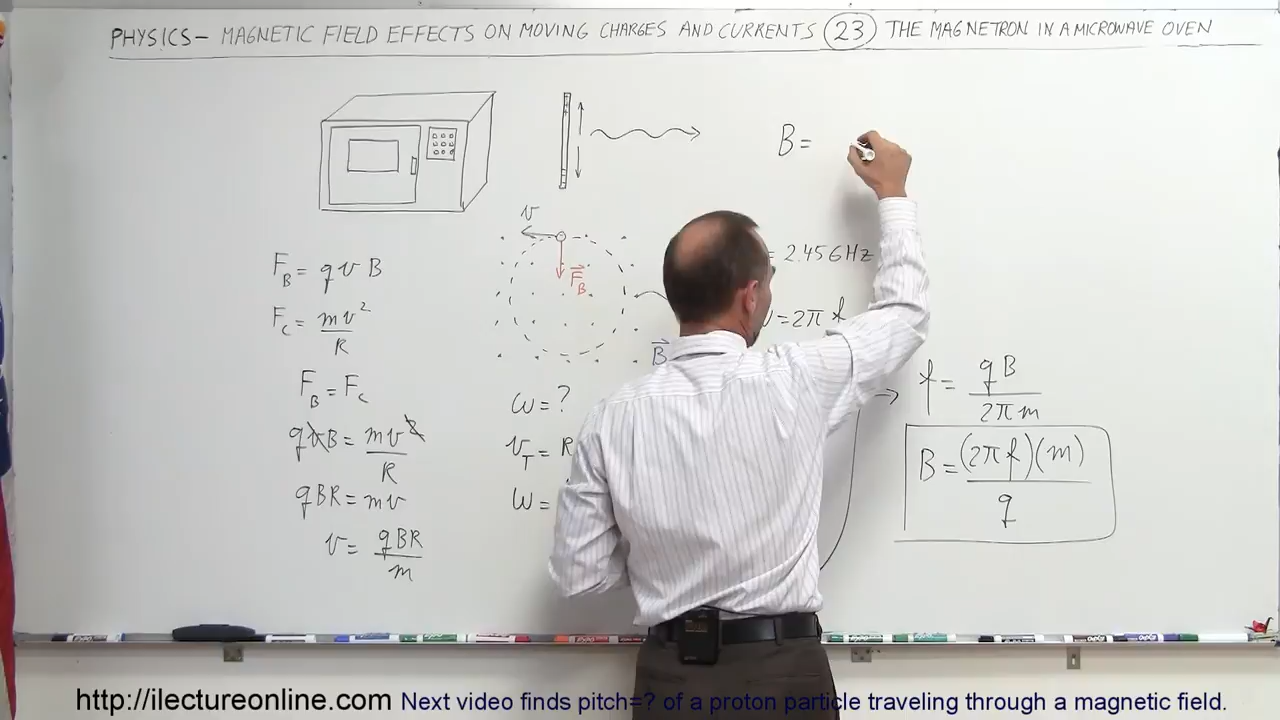 PHYSICS— MAGNETIC FIELD EFFECTS ON MOVING CHARGES AND CURRENTS (23) THE MAGNETRON IN A MICROWAVE OVEN
B =
v
F_B
= 2.45 GHz
F_B = q v B
F_C = mv²/R
ω = 2π f
B
F_B = F_C
ω = ?
f = qB/2πm
qvB = mv²/R
v_T = R
B = (2πf)(m)/q
qBR = mv
ω =
v = qBR/m
http://ilectureonline.com Next video finds pitch=? of a proton particle traveling through a magnetic field.